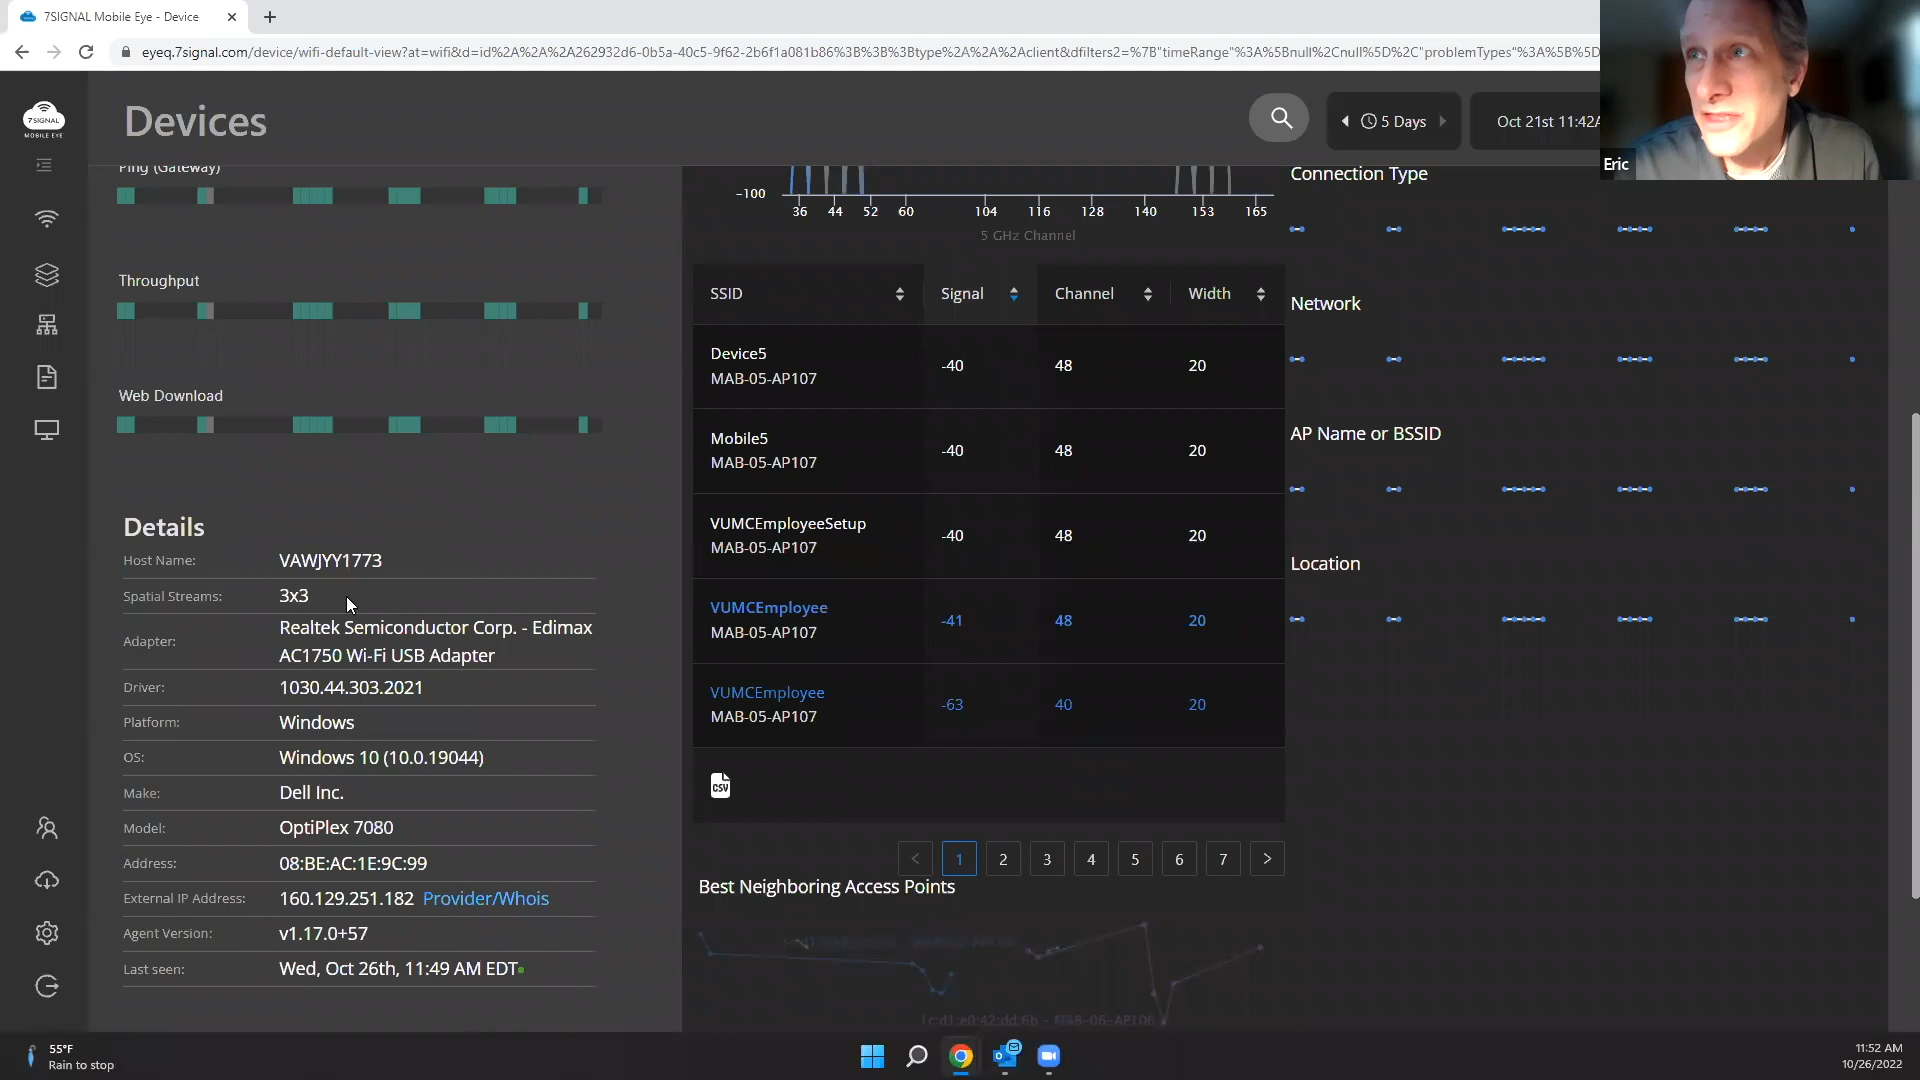 7SIGNAL Mobile Eye - Device
eyeq.7signal.com/device/wifi-default-view?at=wifi&d=id%2A%2A%2A262932d6-0b5a-40c5-9f62-2b6f1a081b86%3B%3B%3Btype%2A%2A%2Aclient&dfilters2=%7B"timeRange"%3A%5Bnull%2Cnull%5D%2C"problemTypes"%3A%5B%5D
7SIGNAL
MOBILE EYE
Devices
5 Days
Oct 21st 11:42A
Eric
Ping (Gateway)
Throughput
Web Download
Details
Host Name: VAWJYY1773
Spatial Streams: 3x3
Adapter: Realtek Semiconductor Corp. - Edimax
AC1750 Wi-Fi USB Adapter
Driver: 1030.44.303.2021
Platform: Windows
OS: Windows 10 (10.0.19044)
Make: Dell Inc.
Model: OptiPlex 7080
Address: 08:BE:AC:1E:9C:99
External IP Address: 160.129.251.182 Provider/Whois
Agent Version: v1.17.0+57
Last seen: Wed, Oct 26th, 11:49 AM EDT
-100
36 44 52 60 104 116 128 140 153 165
5 GHz Channel
SSID Signal Channel Width
Device5
MAB-05-AP107 -40 48 20
Mobile5
MAB-05-AP107 -40 48 20
VUMCEmployeeSetup
MAB-05-AP107 -40 48 20
VUMCEmployee
MAB-05-AP107 -41 48 20
VUMCEmployee
MAB-05-AP107 -63 40 20
CSV
< 1 2 3 4 5 6 7 >
Best Neighboring Access Points
Connection Type
Network
AP Name or BSSID
Location
55°F
Rain to stop
11:52 AM
10/26/2022